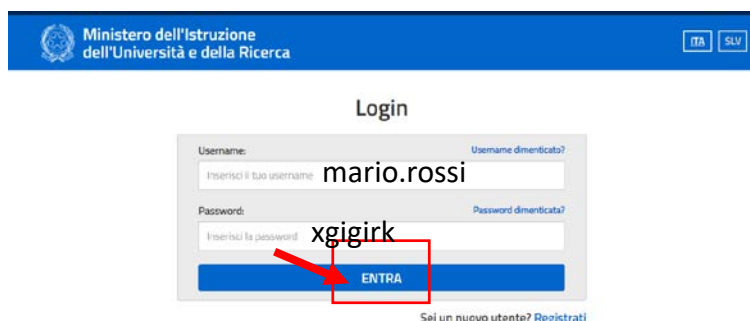 Ministero dell'Istruzione
dell'Università e della Ricerca
ITA SLV
Login
Username: Username dimenticato?
Inserisci il tuo username mario.rossi
Password: Password dimenticata?
Inserisci la password xgigirk
ENTRA
Sei un nuovo utente? Registrati